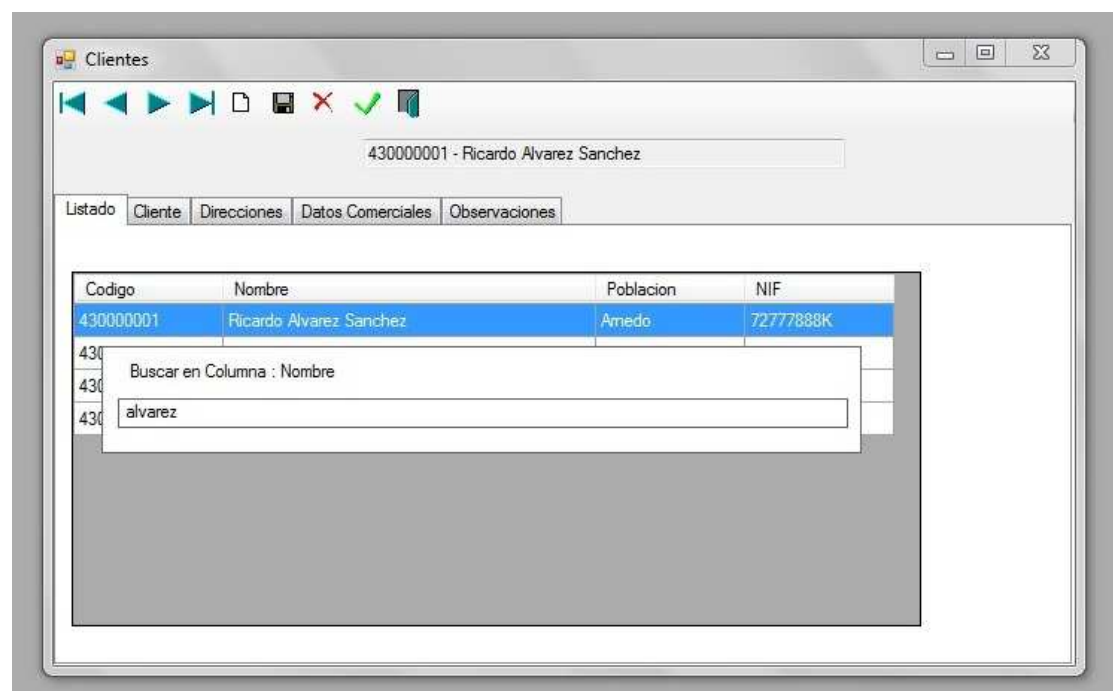 Clientes
430000001 - Ricardo Alvarez Sanchez
Listado Cliente Direcciones Datos Comerciales Observaciones
Codigo Nombre Poblacion NIF
430000001 Ricardo Alvarez Sanchez Arnedo 72777888K
430
Buscar en Columna : Nombre
430
alvarez
430